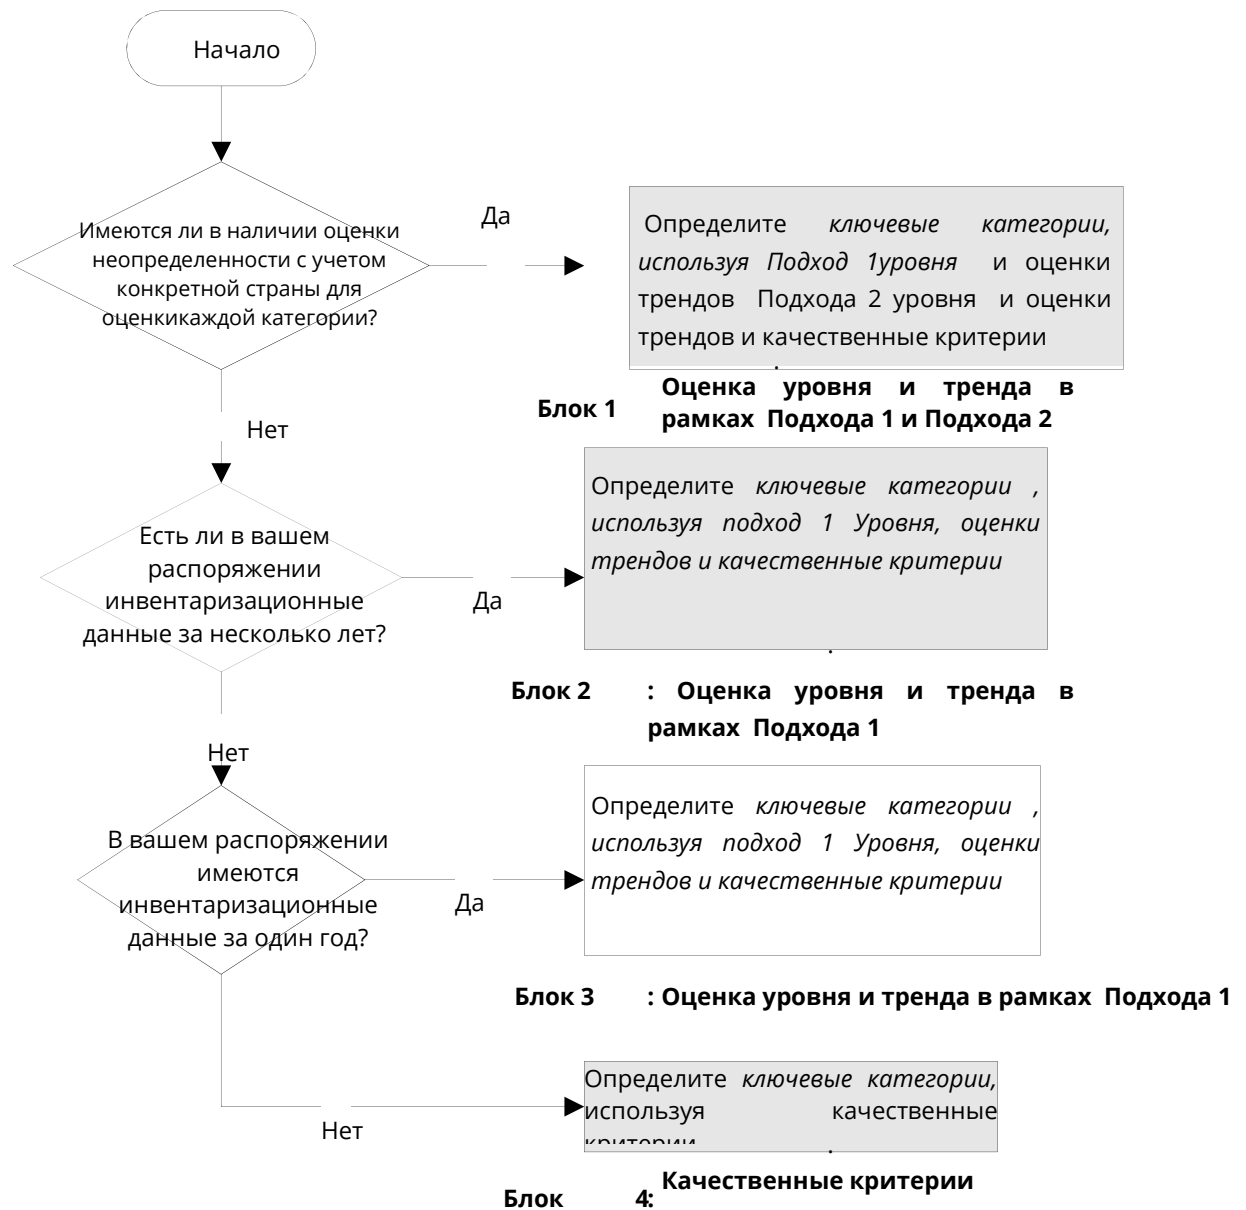 Начало
Имеются ли в наличии оценки
неопределенности с учетом
конкретной страны для
оценкикаждой категории?
Да
Определите ключевые категории,
используя Подход 1уровня и оценки
трендов Подхода 2 уровня и оценки
трендов и качественные критерии
.
Блок 1
Оценка уровня и тренда в
рамках Подхода 1 и Подхода 2
Нет
Есть ли в вашем
распоряжении
инвентаризационные
данные за несколько лет?
Да
Определите ключевые категории ,
используя подход 1 Уровня, оценки
трендов и качественные критерии
.
Блок 2 : Оценка уровня и тренда в
рамках Подхода 1
Нет
В вашем распоряжении
имеются
инвентаризационные
данные за один год?
Да
Определите ключевые категории ,
используя подход 1 Уровня, оценки
трендов и качественные критерии
Блок 3 : Оценка уровня и тренда в рамках Подхода 1
Нет
Определите ключевые категории,
используя качественные
критерии
.
Блок 4:
Качественные критерии